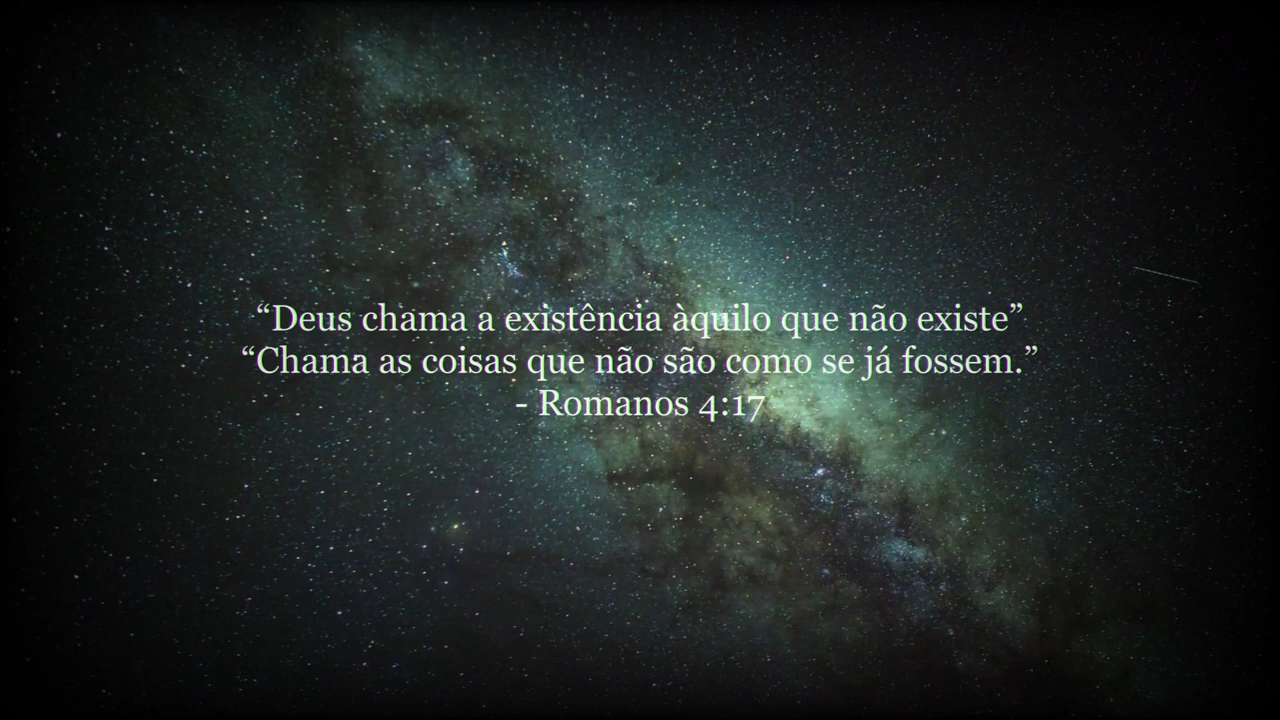 “Deus chama a existência àquilo que não existe”
“Chama as coisas que não são como se já fossem.”
- Romanos 4:17